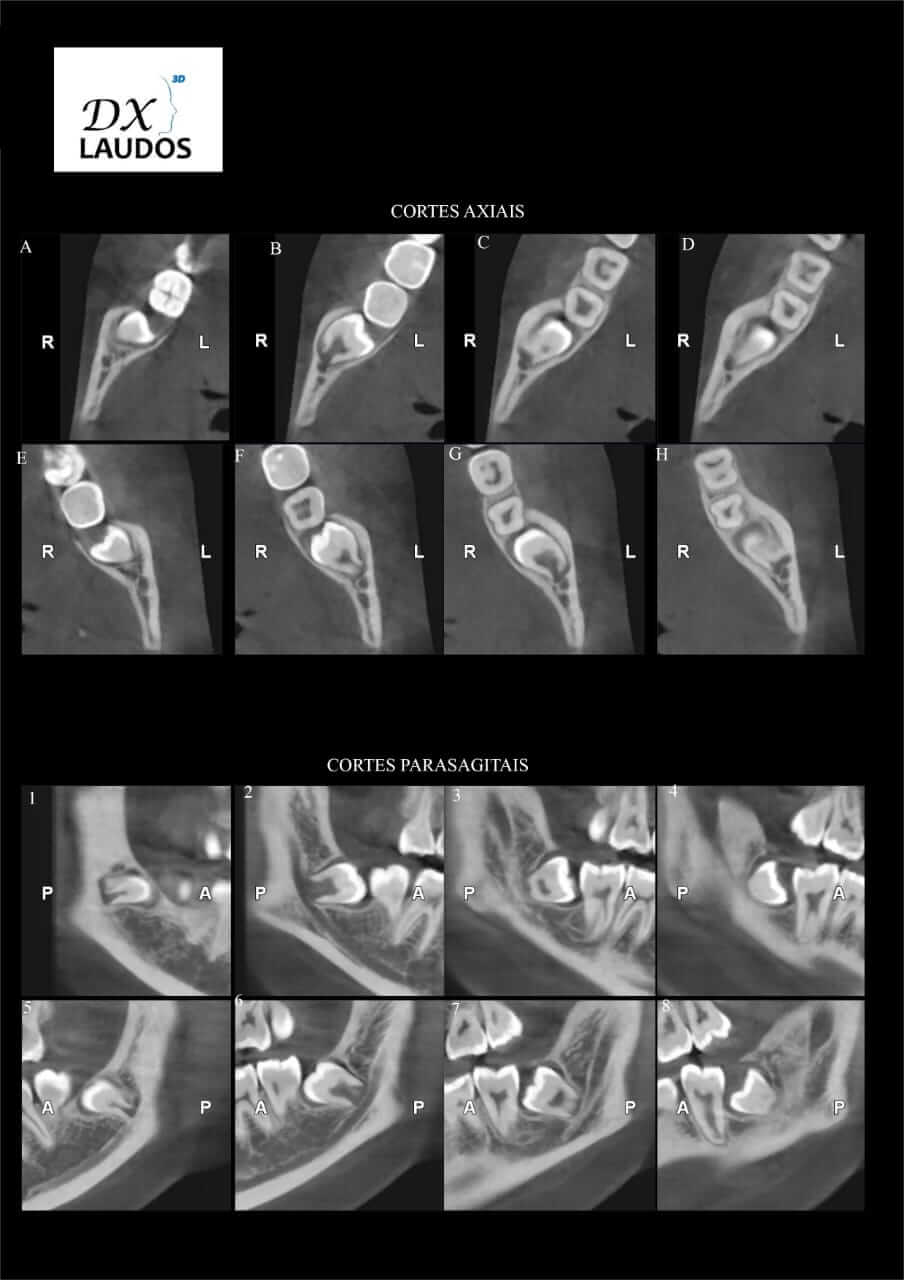 3D
DX
LAUDOS
CORTES AXIAIS
A B C D
R L R L R L R L
E F G H
R L R L R L R L
CORTES PARASAGITAIS
1 2 3 4
P A P A P A P A
5 6 7 8
A P A P A P A P